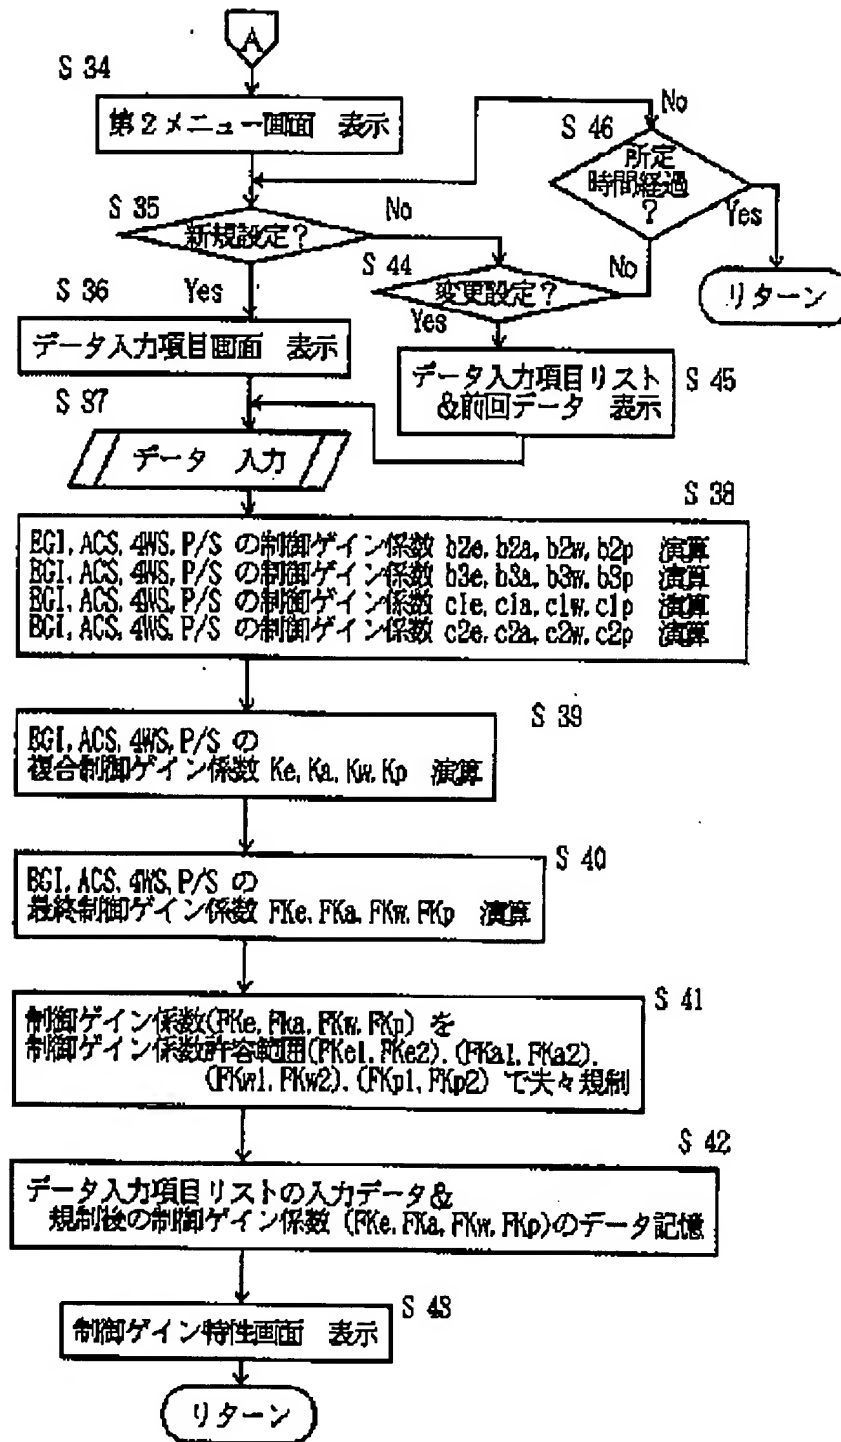 A
S 34
第2メニュー画面 表示
No
S 46
所定
時間経過
?
Yes
リターン
S 35
新規設定?
No
S 44
変更設定?
No
Yes
S 36
Yes
データ入力項目画面 表示
データ入力項目リスト
&前回データ 表示
S 45
S 37
データ 入力
S 38
EGI, ACS, 4WS, P/S の制御ゲイン係数 b2e, b2a, b2w, b2p 演算
EGI, ACS, 4WS, P/S の制御ゲイン係数 b3e, b3a, b3w, b3p 演算
EGI, ACS, 4WS, P/S の制御ゲイン係数 c1e, c1a, c1w, c1p 演算
EGI, ACS, 4WS, P/S の制御ゲイン係数 c2e, c2a, c2w, c2p 演算
S 39
EGI, ACS, 4WS, P/S の
複合制御ゲイン係数 Ke, Ka, Kw, Kp 演算
S 40
EGI, ACS, 4WS, P/S の
最終制御ゲイン係数 FKe, FKa, FKw, FKp 演算
S 41
制御ゲイン係数(FKe, Fka, FKw, FKp) を
制御ゲイン係数許容範囲(FKe1, FKe2), (FKa1, FKa2),
(FKw1, FKw2), (FKp1, FKp2) で夫々規制
S 42
データ入力項目リストの入力データ&
規制後の制御ゲイン係数 (FKe, FKa, FKw, FKp)のデータ記憶
S 43
制御ゲイン特性画面 表示
リターン